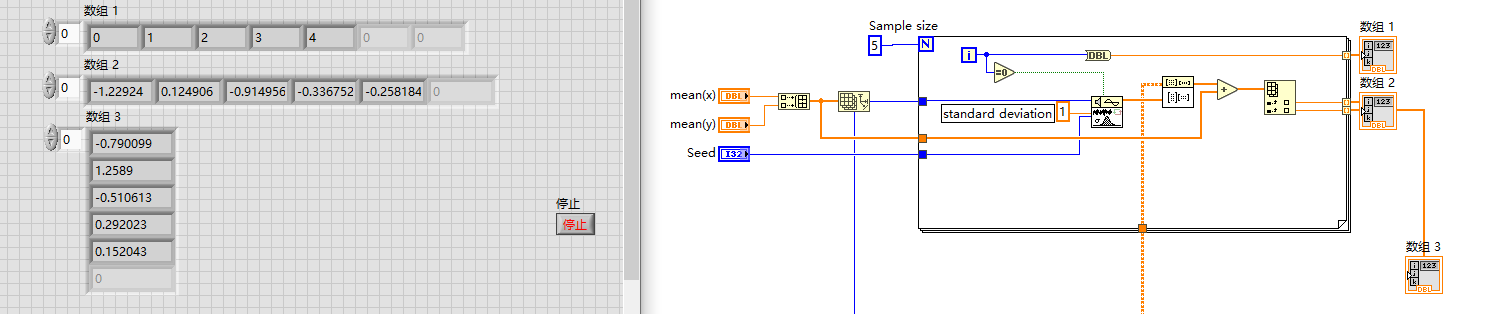 数组 1
0
0 1 2 3 4 0 0
数组 2
0
-1.22924 0.124906 -0.914956 -0.336752 -0.258184 0
数组 3
0
-0.790099
1.2589
-0.510613
0.292023
0.152043
0
停止
停止
Sample size
5
N
i
DBL
=0
mean(x)
DBL
mean(y)
DBL
Seed
I32
standard deviation
1
+
数组 1
123
DBL
数组 2
123
DBL
数组 3
123
DBL